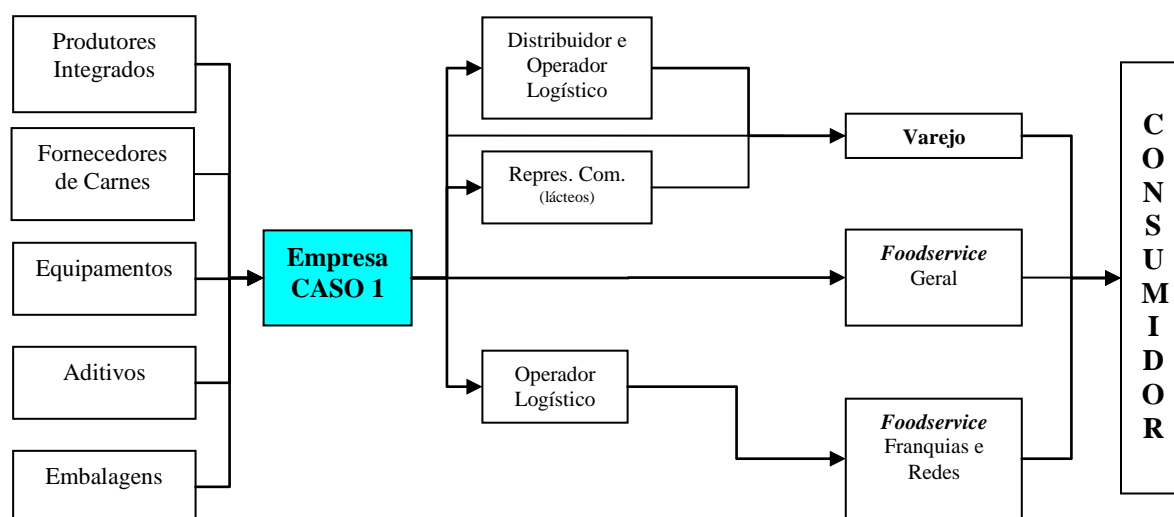 Produtores
Integrados
Fornecedores
de Carnes
Equipamentos
Aditivos
Embalagens
Empresa
CASO 1
Distribuidor e
Operador
Logístico
Repres. Com.
(lácteos)
Operador
Logístico
Varejo
Foodservice
Geral
Foodservice
Franquias e
Redes
CONSUMIDOR